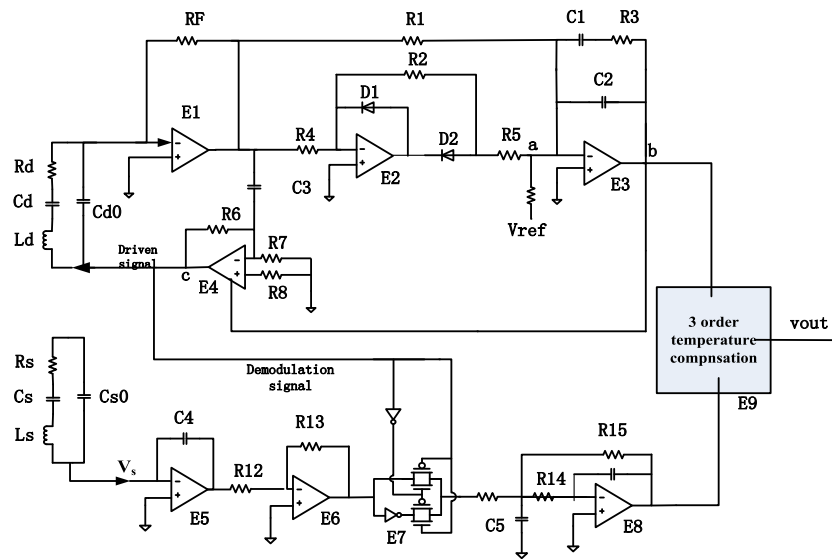 RF
R1
C1
R3
R2
C2
D1
E1
R4
D2
R5
a
b
Rd
Cd
Cd0
Ld
C3
E2
E3
R6
Vref
Driven
signal
c
R7
R8
E4
3 order
temperature
compnsation
vout
E9
Demodulation
signal
Rs
Cs
Cs0
Ls
C4
R13
R15
Vs
R12
R14
E5
E6
E7
C5
E8